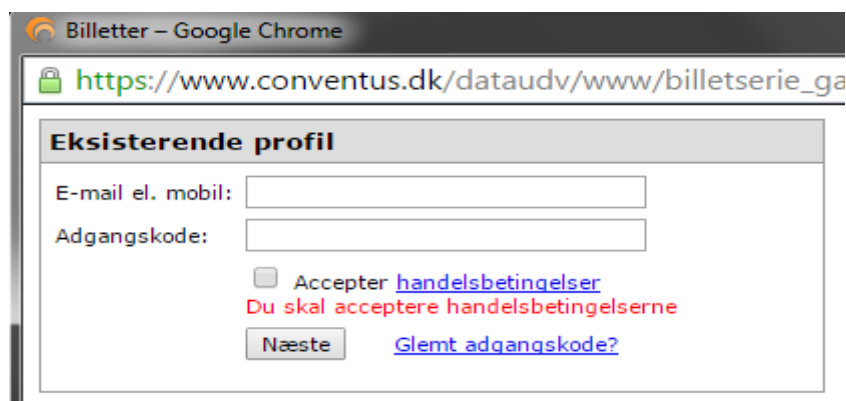 Billetter – Google Chrome
https://www.conventus.dk/dataudv/www/billetserie_ga
Eksisterende profil
E-mail el. mobil:
Adgangskode:
Accepter handelsbetingelser
Du skal acceptere handelsbetingelserne
Næste Glemt adgangskode?